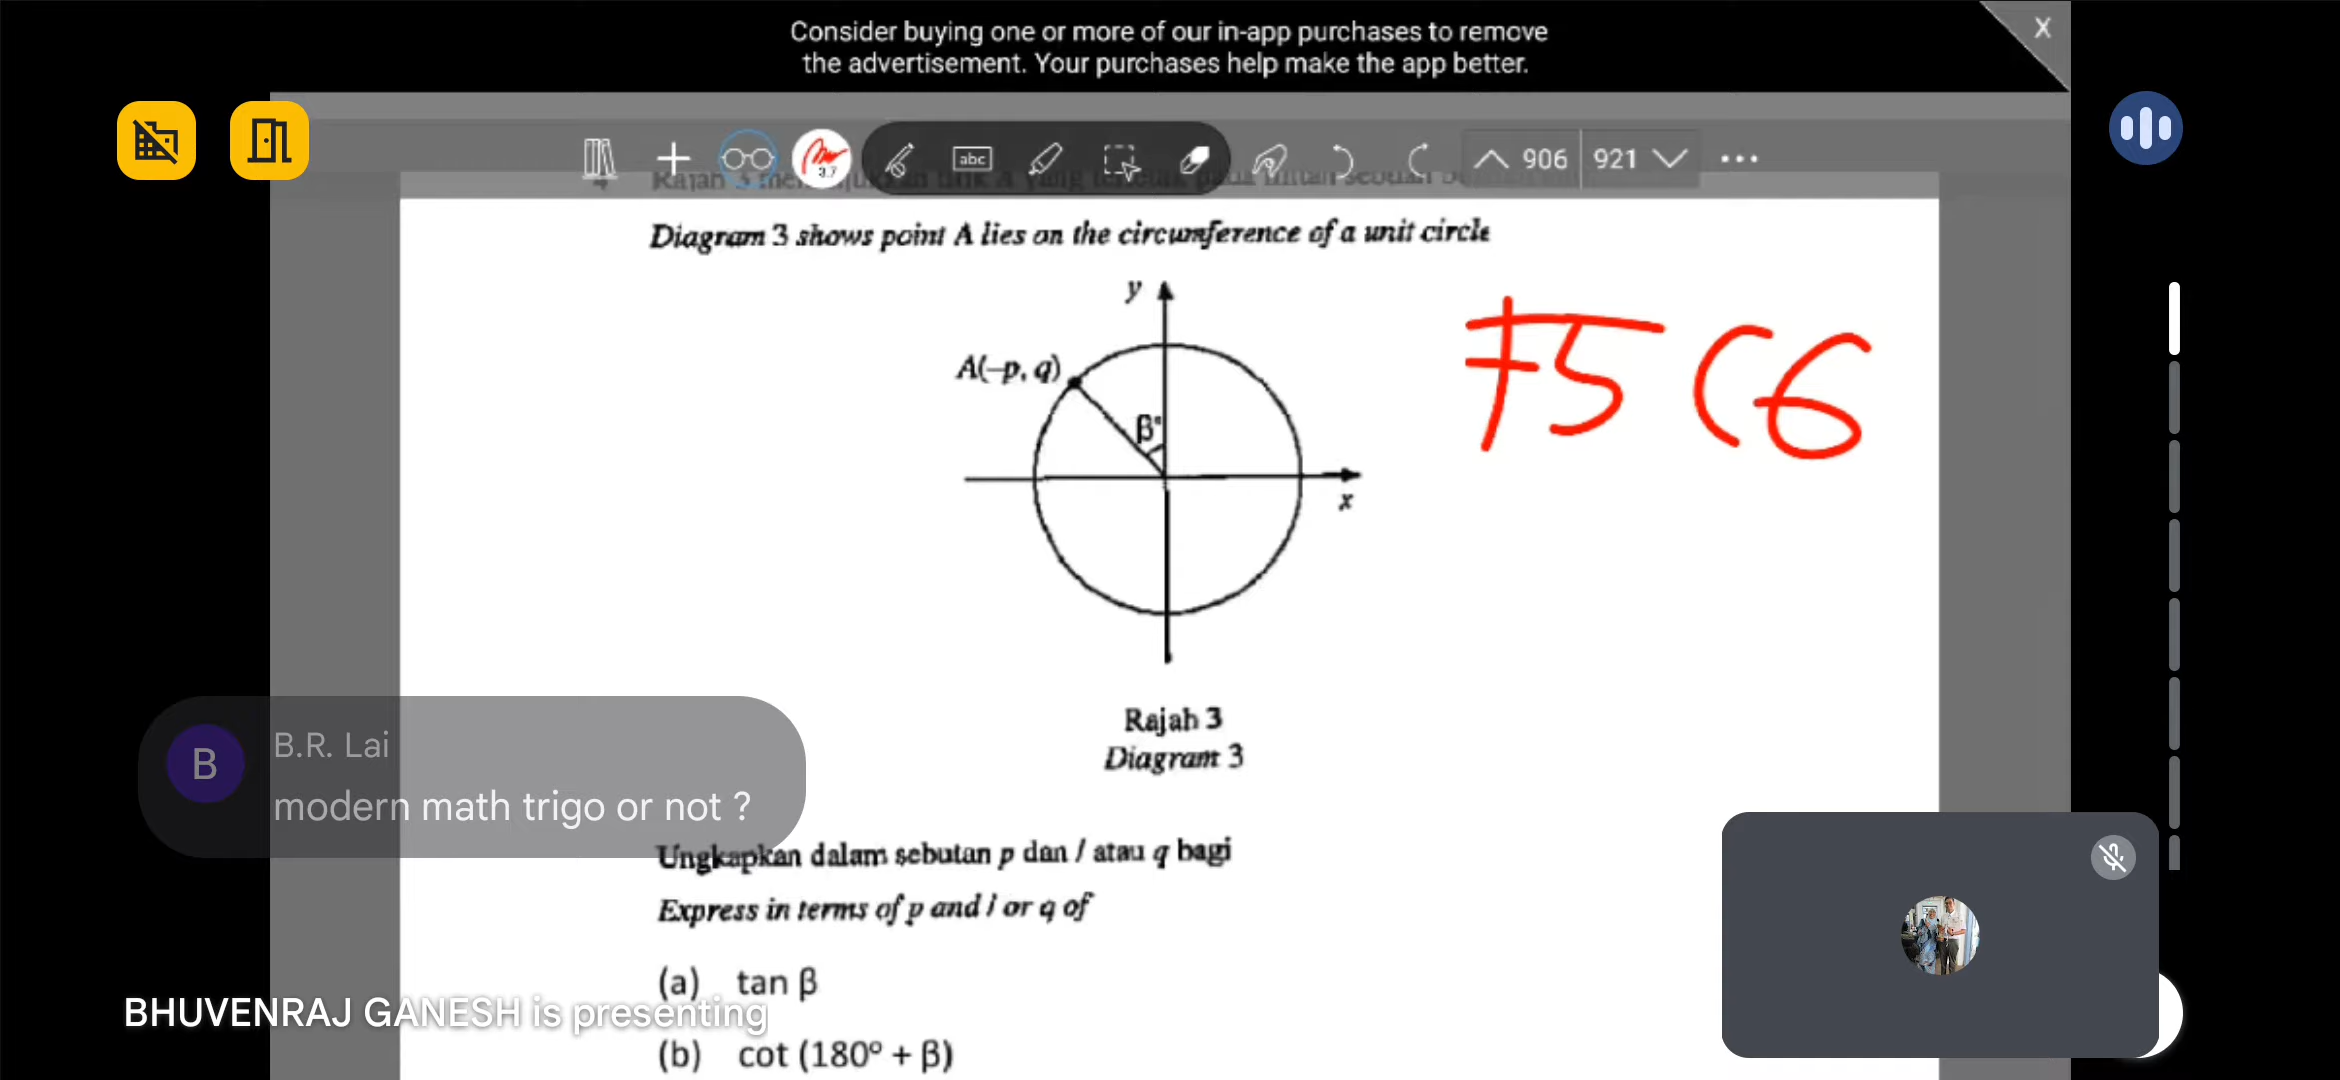 Consider buying one or more of our in-app purchases to remove
the advertisement. Your purchases help make the app better.
X
abc
3.7
906 921
Diagram 3 shows point A lies on the circumference of a unit circle
y
A(–p, q)
β°
x
F5 C6
Rajah 3
Diagram 3
B
B.R. Lai
modern math trigo or not ?
Ungkapkan dalam sebutan p dan / atau q bagi
Express in terms of p and / or q of
(a) tan β
BHUVENRAJ GANESH is presenting
(b) cot (180° + β)